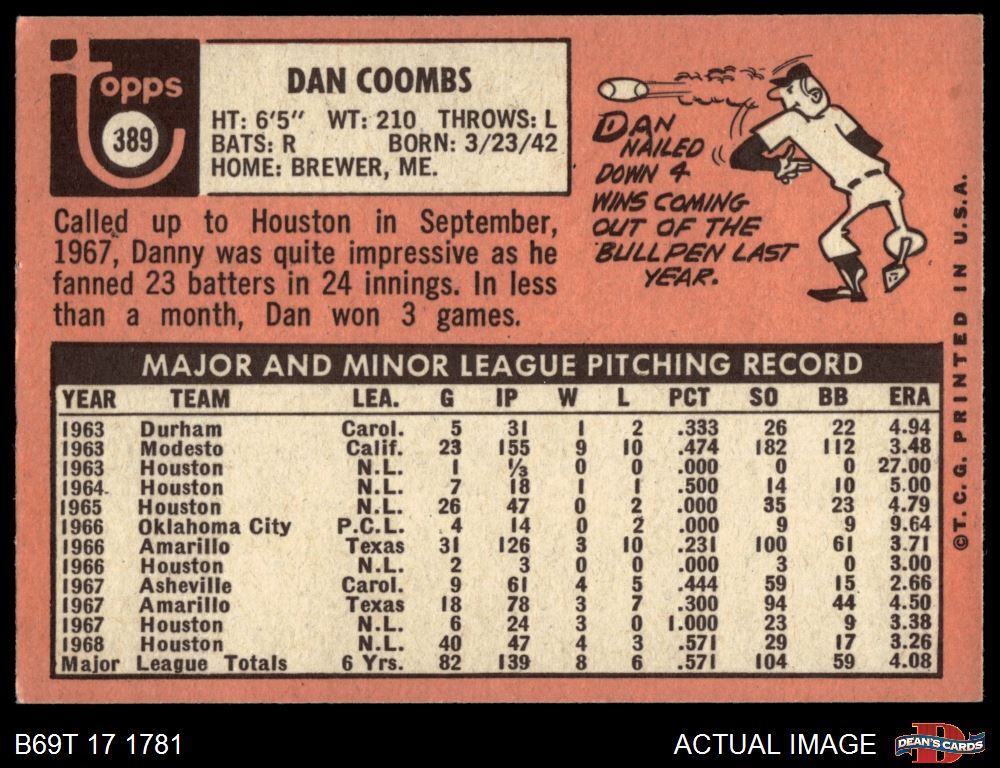 topps
389
DAN COOMBS
HT: 6'5" WT: 210 THROWS: L
BATS: R BORN: 3/23/42
HOME: BREWER, ME.
Called up to Houston in September,
1967, Danny was quite impressive as he
fanned 23 batters in 24 innings. In less
than a month, Dan won 3 games.
DAN
NAILED
DOWN 4
WINS COMING
OUT OF THE
BULLPEN LAST
YEAR.
MAJOR AND MINOR LEAGUE PITCHING RECORD
YEAR TEAM LEA. G IP W L PCT SO BB ERA
1963 Durham Carol. 5 31 1 2 .333 26 22 4.94
1963 Modesto Calif. 23 155 9 10 .474 182 112 3.48
1963 Houston N.L. 1 ⅓ 0 0 .000 0 0 27.00
1964 Houston N.L. 7 18 1 1 .500 14 10 5.00
1965 Houston N.L. 26 47 0 2 .000 35 23 4.79
1966 Oklahoma City P.C.L. 4 14 0 2 .000 9 9 9.64
1966 Amarillo Texas 31 126 3 10 .231 100 61 3.71
1966 Houston N.L. 2 3 0 0 .000 3 0 3.00
1967 Asheville Carol. 9 61 4 5 .444 59 15 2.66
1967 Amarillo Texas 18 78 3 7 .300 94 44 4.50
1967 Houston N.L. 6 24 3 0 1.000 23 9 3.38
1968 Houston N.L. 40 47 4 3 .571 29 17 3.26
Major League Totals 6 Yrs. 82 139 8 6 .571 104 59 4.08
©T. C. G. PRINTED IN U.S.A.
B69T 17 1781
ACTUAL IMAGE
D
DEAN'S CARDS